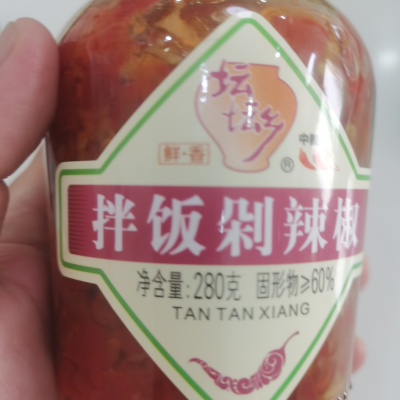 坛坛乡
®
鲜·香
拌饭剁辣椒
净含量:280克 固形物≥60%
TAN TAN XIANG